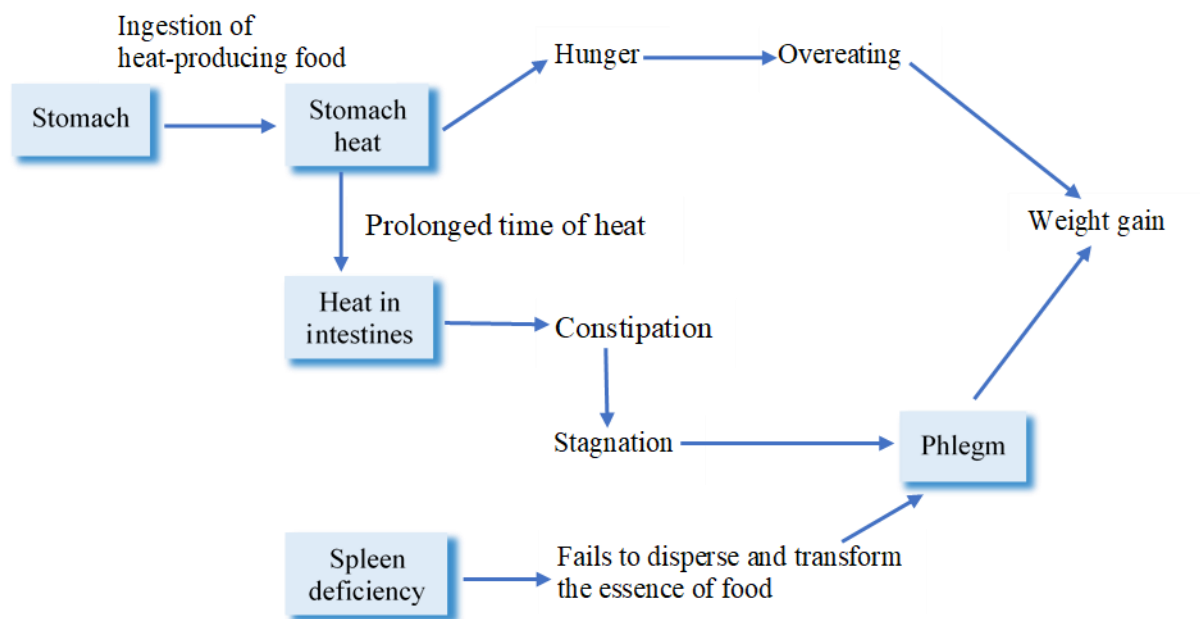 Ingestion of
heat-producing food
Hunger
Overeating
Stomach
Stomach
heat
Weight gain
Prolonged time of heat
Heat in
intestines
Constipation
Stagnation
Phlegm
Spleen
deficiency
Fails to disperse and transform
the essence of food